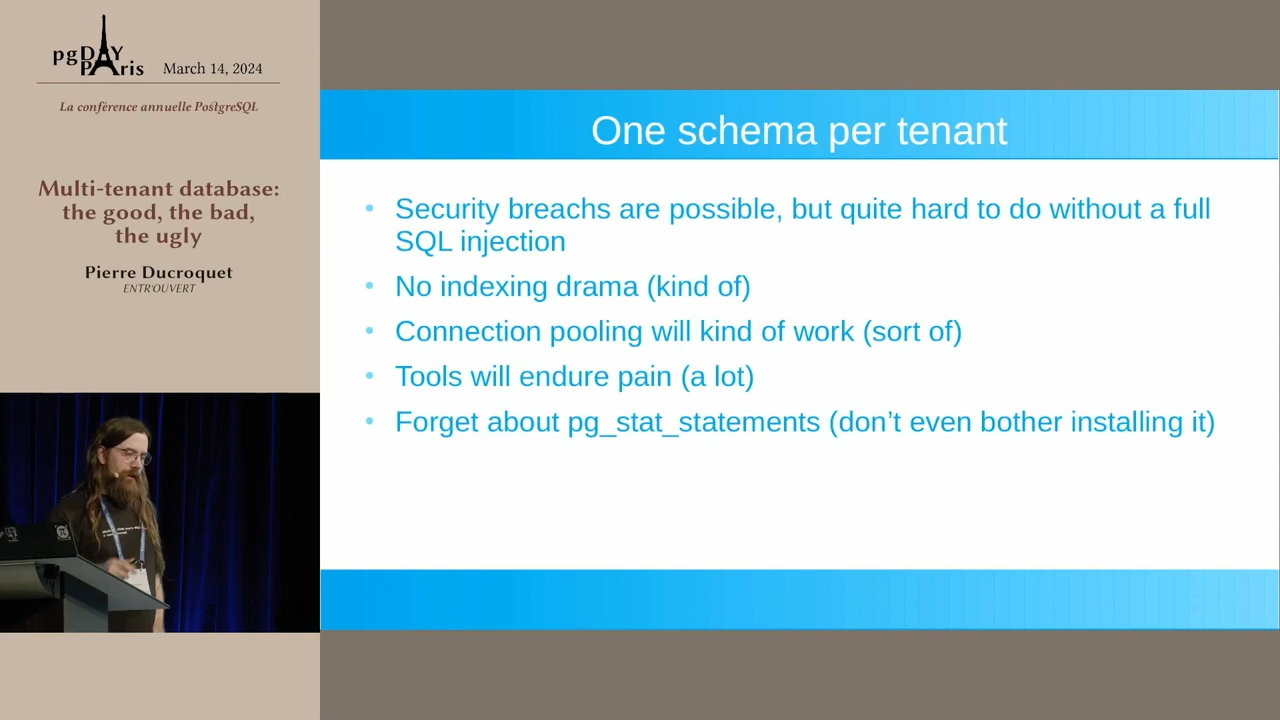 pgDAY
PAris
March 14, 2024
La conférence annuelle PostgreSQL
Multi-tenant database:
the good, the bad,
the ugly
Pierre Ducroquet
ENTR'OUVERT
One schema per tenant
• Security breachs are possible, but quite hard to do without a full
SQL injection
• No indexing drama (kind of)
• Connection pooling will kind of work (sort of)
• Tools will endure pain (a lot)
• Forget about pg_stat_statements (don’t even bother installing it)